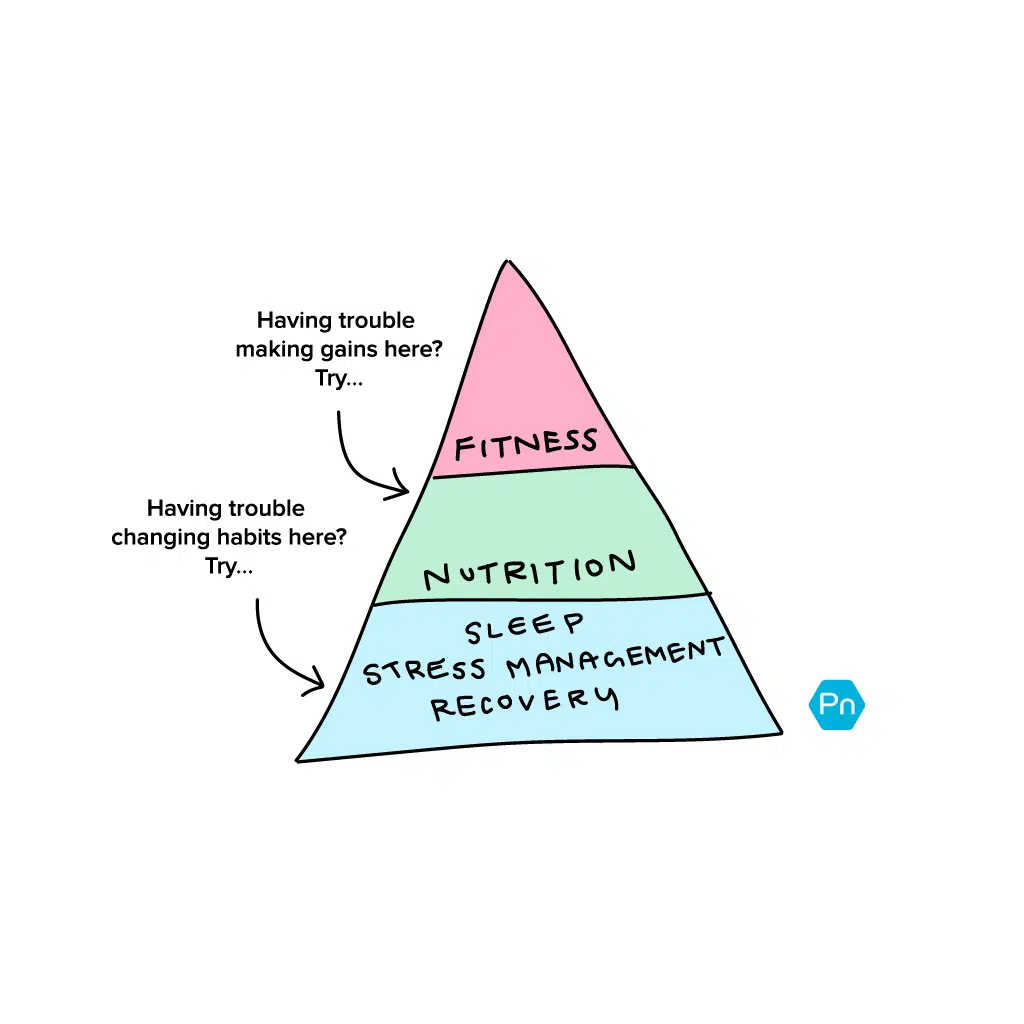 Having trouble
making gains here?
Try...
FITNESS
Having trouble
changing habits here?
Try...
NUTRITION
SLEEP
STRESS MANAGEMENT
RECOVERY
Pn